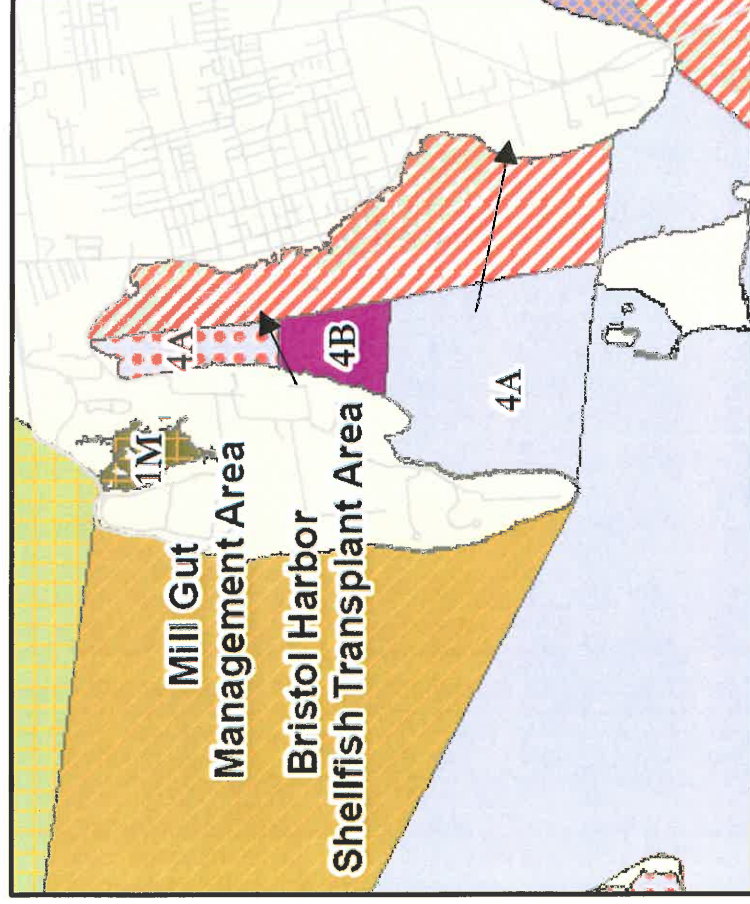 4A
1M
4B
4A
Mill Gut
Management Area
Bristol Harbor
Shellfish Transplant Area